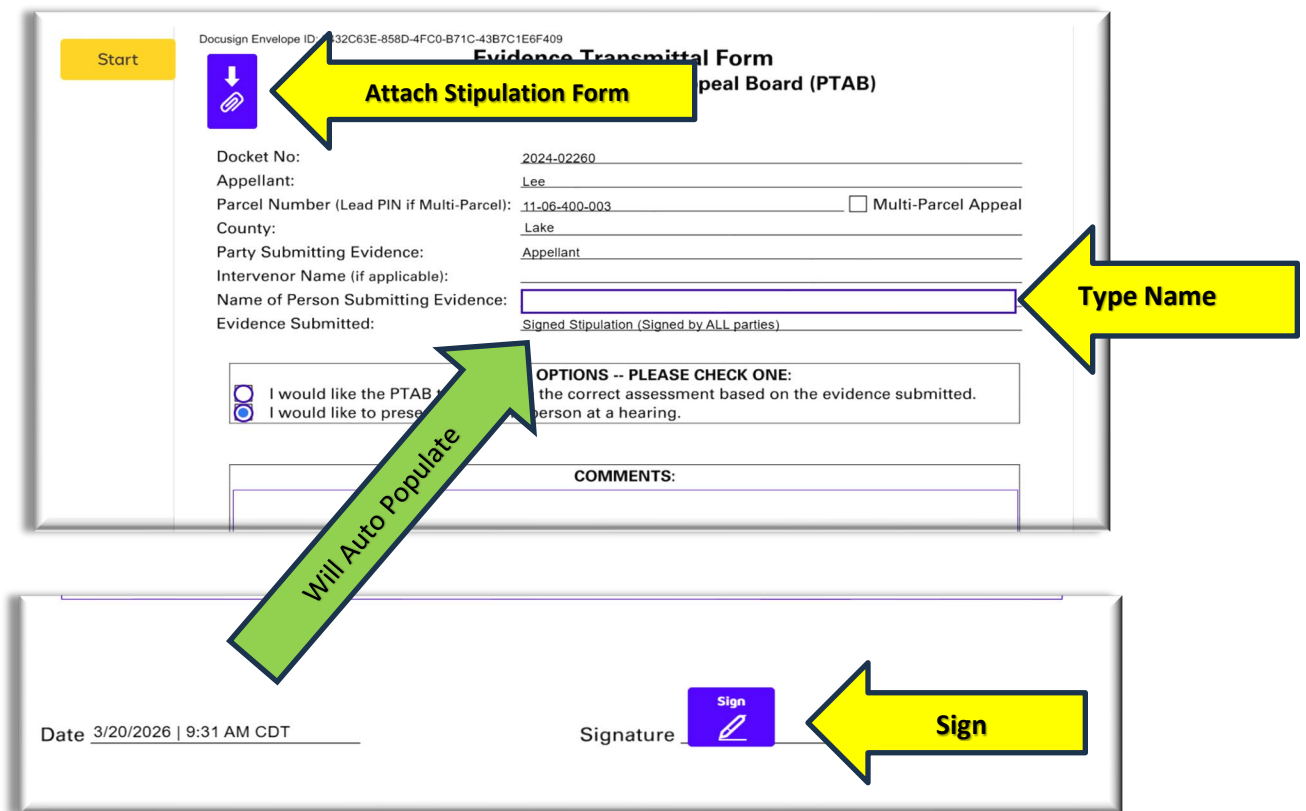 Start
Docusign Envelope ID: 832C63E-858D-4FC0-B71C-43B7C1E6F409
Evidence Transmittal Form
Attach Stipulation Form
peal Board (PTAB)
Docket No: 2024-02260
Appellant: Lee
Parcel Number (Lead PIN if Multi-Parcel): 11-06-400-003 Multi-Parcel Appeal
County: Lake
Party Submitting Evidence: Appellant
Intervenor Name (if applicable):
Name of Person Submitting Evidence:
Type Name
Evidence Submitted: Signed Stipulation (Signed by ALL parties)
OPTIONS -- PLEASE CHECK ONE:
I would like the PTAB the correct assessment based on the evidence submitted.
I would like to prese person at a hearing.
COMMENTS:
Will Auto Populate
Date 3/20/2026 | 9:31 AM CDT
Signature
Sign
Sign